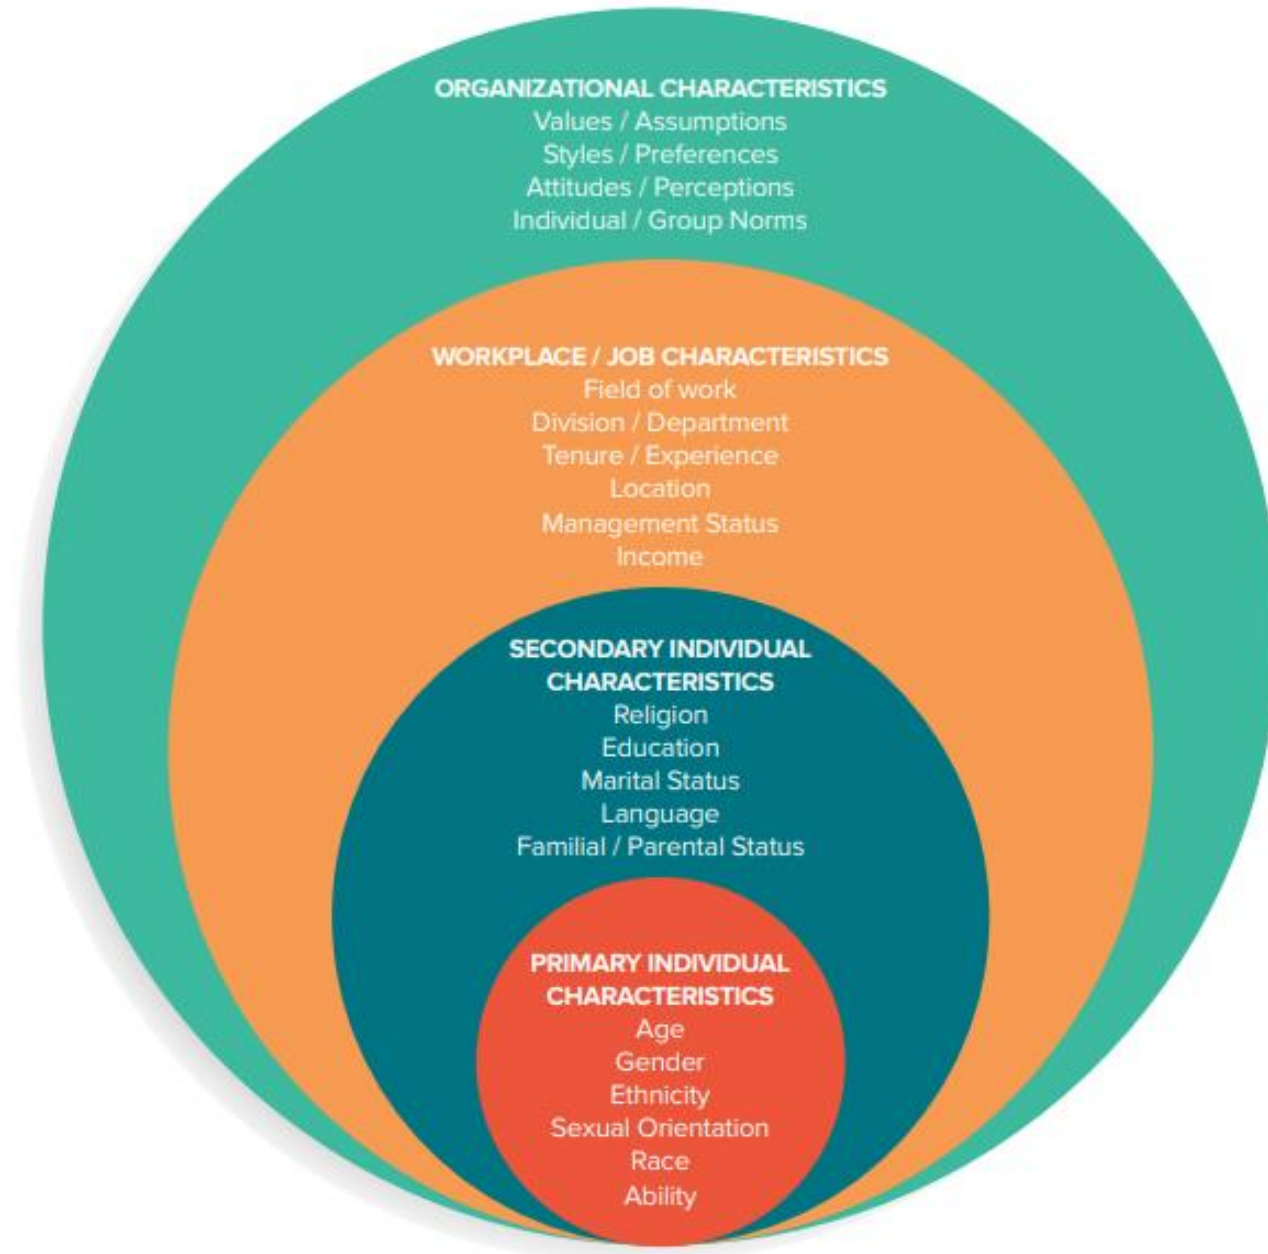 ORGANIZATIONAL CHARACTERISTICS
Values / Assumptions
Styles / Preferences
Attitudes / Perceptions
Individual / Group Norms
WORKPLACE / JOB CHARACTERISTICS
Field of work
Division / Department
Tenure / Experience
Location
Management Status
Income
SECONDARY INDIVIDUAL
CHARACTERISTICS
Religion
Education
Marital Status
Language
Familial / Parental Status
PRIMARY INDIVIDUAL
CHARACTERISTICS
Age
Gender
Ethnicity
Sexual Orientation
Race
Ability